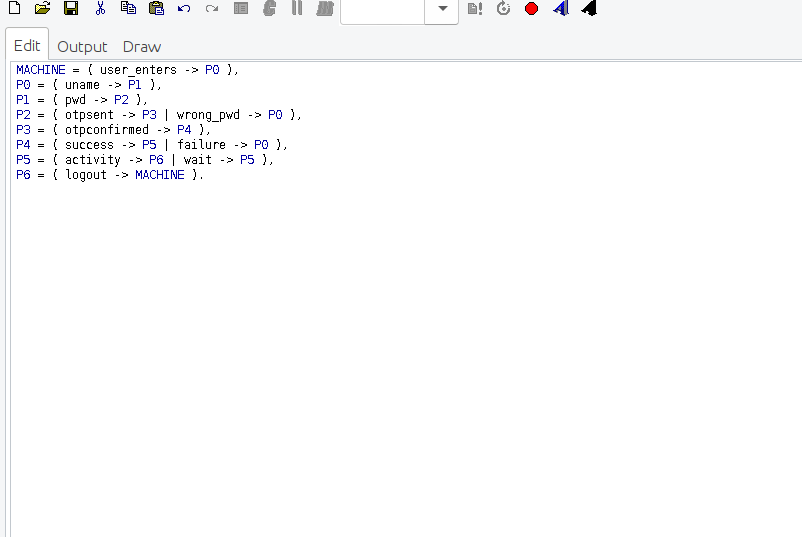 Edit Output Draw
MACHINE = ( user_enters -> P0 ),
P0 = ( uname -> P1 ),
P1 = ( pwd -> P2 ),
P2 = ( otpsent -> P3 | wrong_pwd -> P0 ),
P3 = ( otpconfirmed -> P4 ),
P4 = ( success -> P5 | failure -> P0 ),
P5 = ( activity -> P6 | wait -> P5 ),
P6 = ( logout -> MACHINE ).